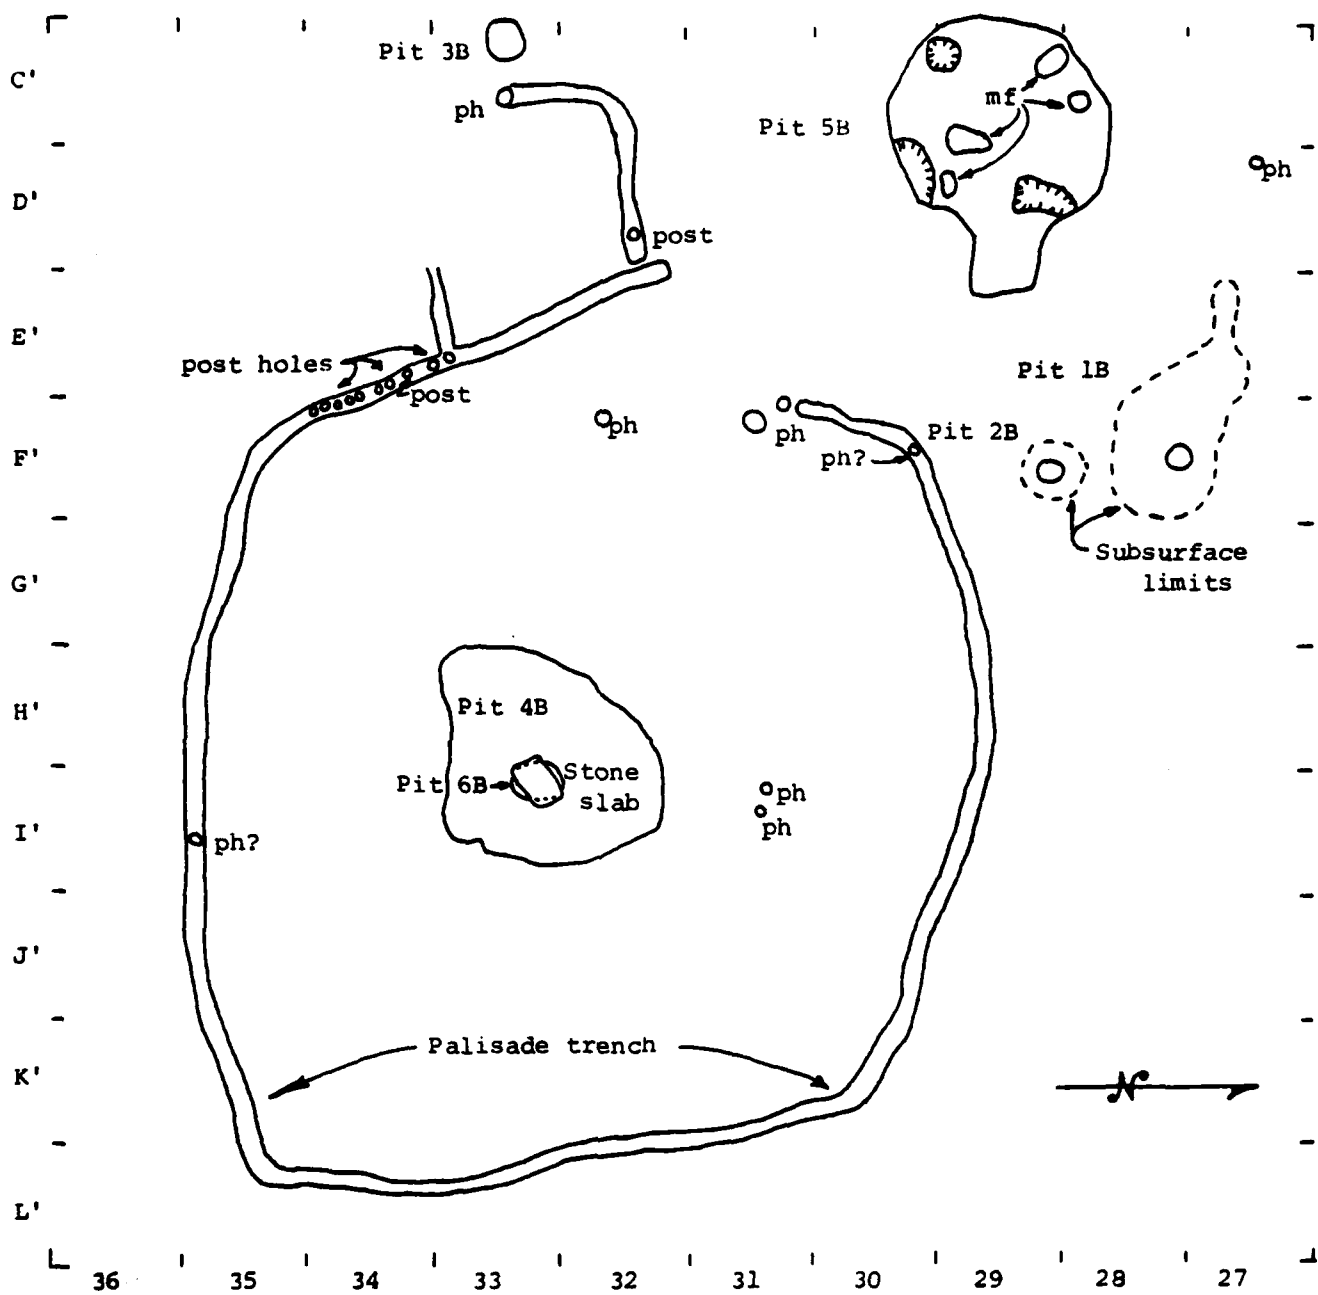 Pit 3B
C'
ph
mf
Pit 5B
ph
D'
post
E'
post holes
Pit 1B
post
ph
ph
Pit 2B
F'
ph?
Subsurface
limits
G'
H'
Pit 4B
Stone
Pit 6B
slab
ph
I'
ph
ph?
J'
Palisade trench
K'
N
L'
36 35 34 33 32 31 30 29 28 27